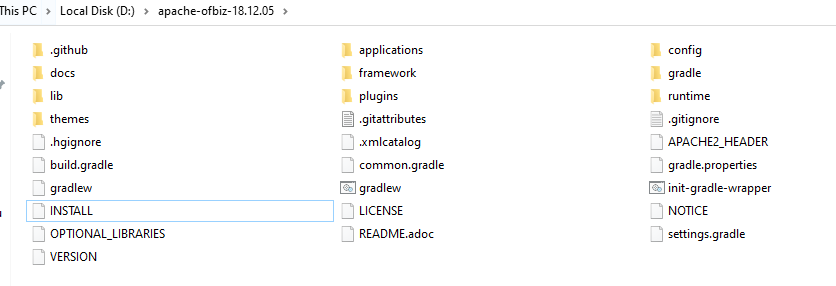 This PC > Local Disk (D:) > apache-ofbiz-18.12.05 >
.github applications config
docs framework gradle
lib plugins runtime
themes .gitattributes .gitignore
.hgignore .xmlcatalog APACHE2_HEADER
build.gradle common.gradle gradle.properties
gradlew gradlew init-gradle-wrapper
INSTALL LICENSE NOTICE
OPTIONAL_LIBRARIES README.adoc settings.gradle
VERSION